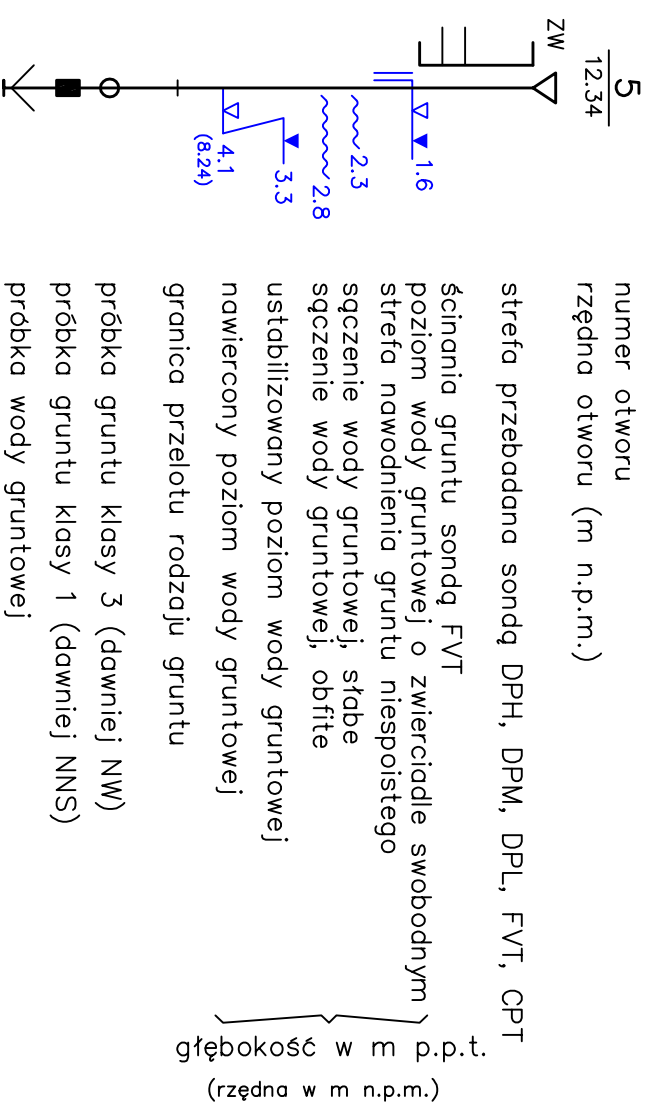 5
12.34
ZW
1.6
2.3
2.8
3.3
4.1
(8.24)
numer otworu
rzędna otworu (m n.p.m.)
strefa przebadana sondą DPH, DPM, DPL, FVT, CPT
ścinania gruntu sondą FVT
poziom wody gruntowej o zwierciadle swobodnym
strefa nawodnienia gruntu niespoistego
sączenie wody gruntowej, słabe
sączenie wody gruntowej, obfite
ustabilizowany poziom wody gruntowej
nawiercony poziom wody gruntowej
granica przelotu rodzaju gruntu
próbka gruntu klasy 3 (dawniej NW)
próbka gruntu klasy 1 (dawniej NNS)
próbka wody gruntowej
głębokość w m p.p.t.
(rzędna w m n.p.m.)